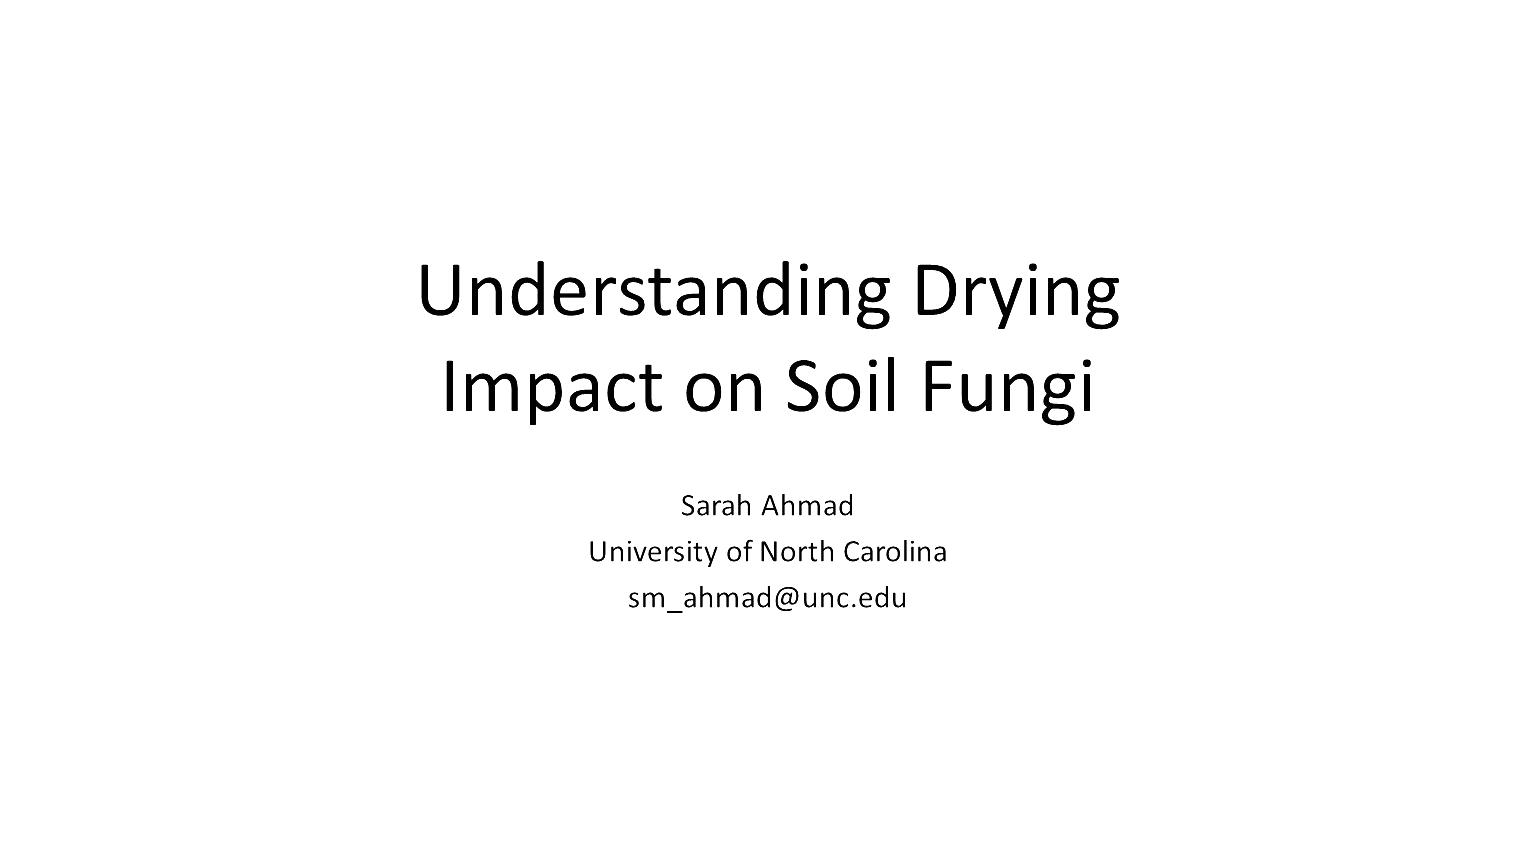 Understanding Drying
Impact on Soil Fungi
Sarah Ahmad
University of North Carolina
sm_ahmad@unc.edu